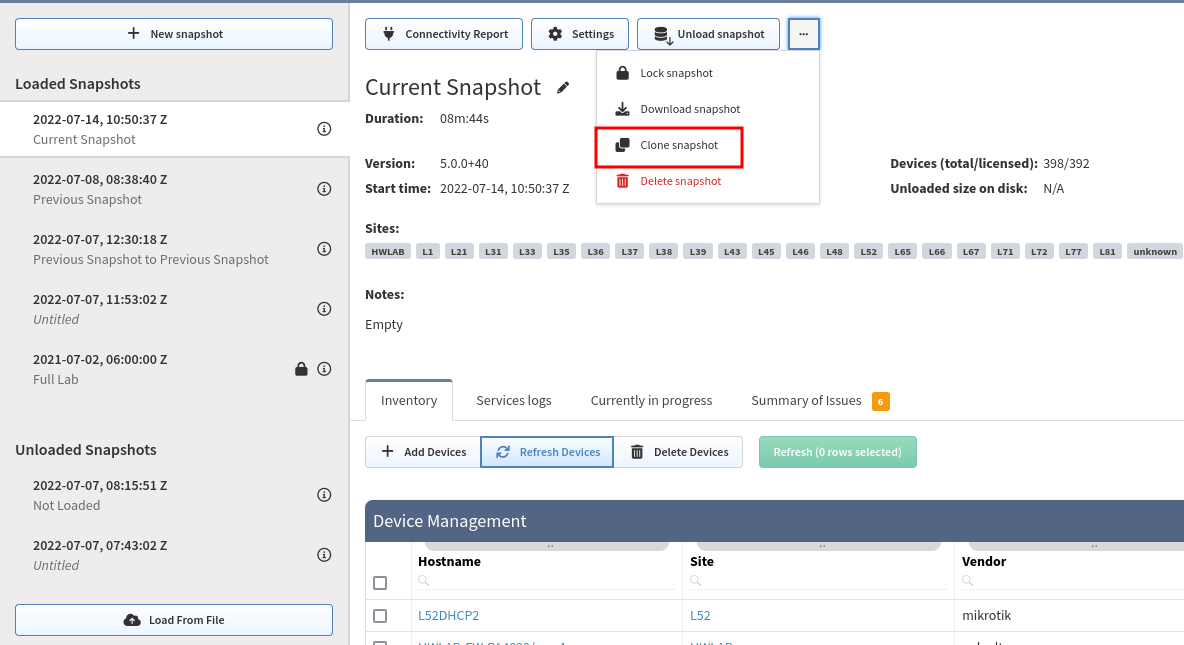 New snapshot
Loaded Snapshots
2022-07-14, 10:50:37 Z
Current Snapshot
2022-07-08, 08:38:40 Z
Previous Snapshot
2022-07-07, 12:30:18 Z
Previous Snapshot to Previous Snapshot
2022-07-07, 11:53:02 Z
Untitled
2021-07-02, 06:00:00 Z
Full Lab
Unloaded Snapshots
2022-07-07, 08:15:51 Z
Not Loaded
2022-07-07, 07:43:02 Z
Untitled
Load From File
Connectivity Report Settings Unload snapshot ...
Lock snapshot
Download snapshot
Clone snapshot
Delete snapshot
Current Snapshot
Duration: 08m:44s
Version: 5.0.0+40
Start time: 2022-07-14, 10:50:37 Z
Devices (total/licensed): 398/392
Unloaded size on disk: N/A
Sites:
HWLAB L1 L21 L31 L33 L35 L36 L37 L38 L39 L43 L45 L46 L48 L52 L65 L66 L67 L71 L72 L77 L81 unknown
Notes:
Empty
Inventory Services logs Currently in progress Summary of Issues 6
Add Devices Refresh Devices Delete Devices Refresh (0 rows selected)
Device Management
Hostname Site Vendor
L52DHCP2 L52 mikrotik